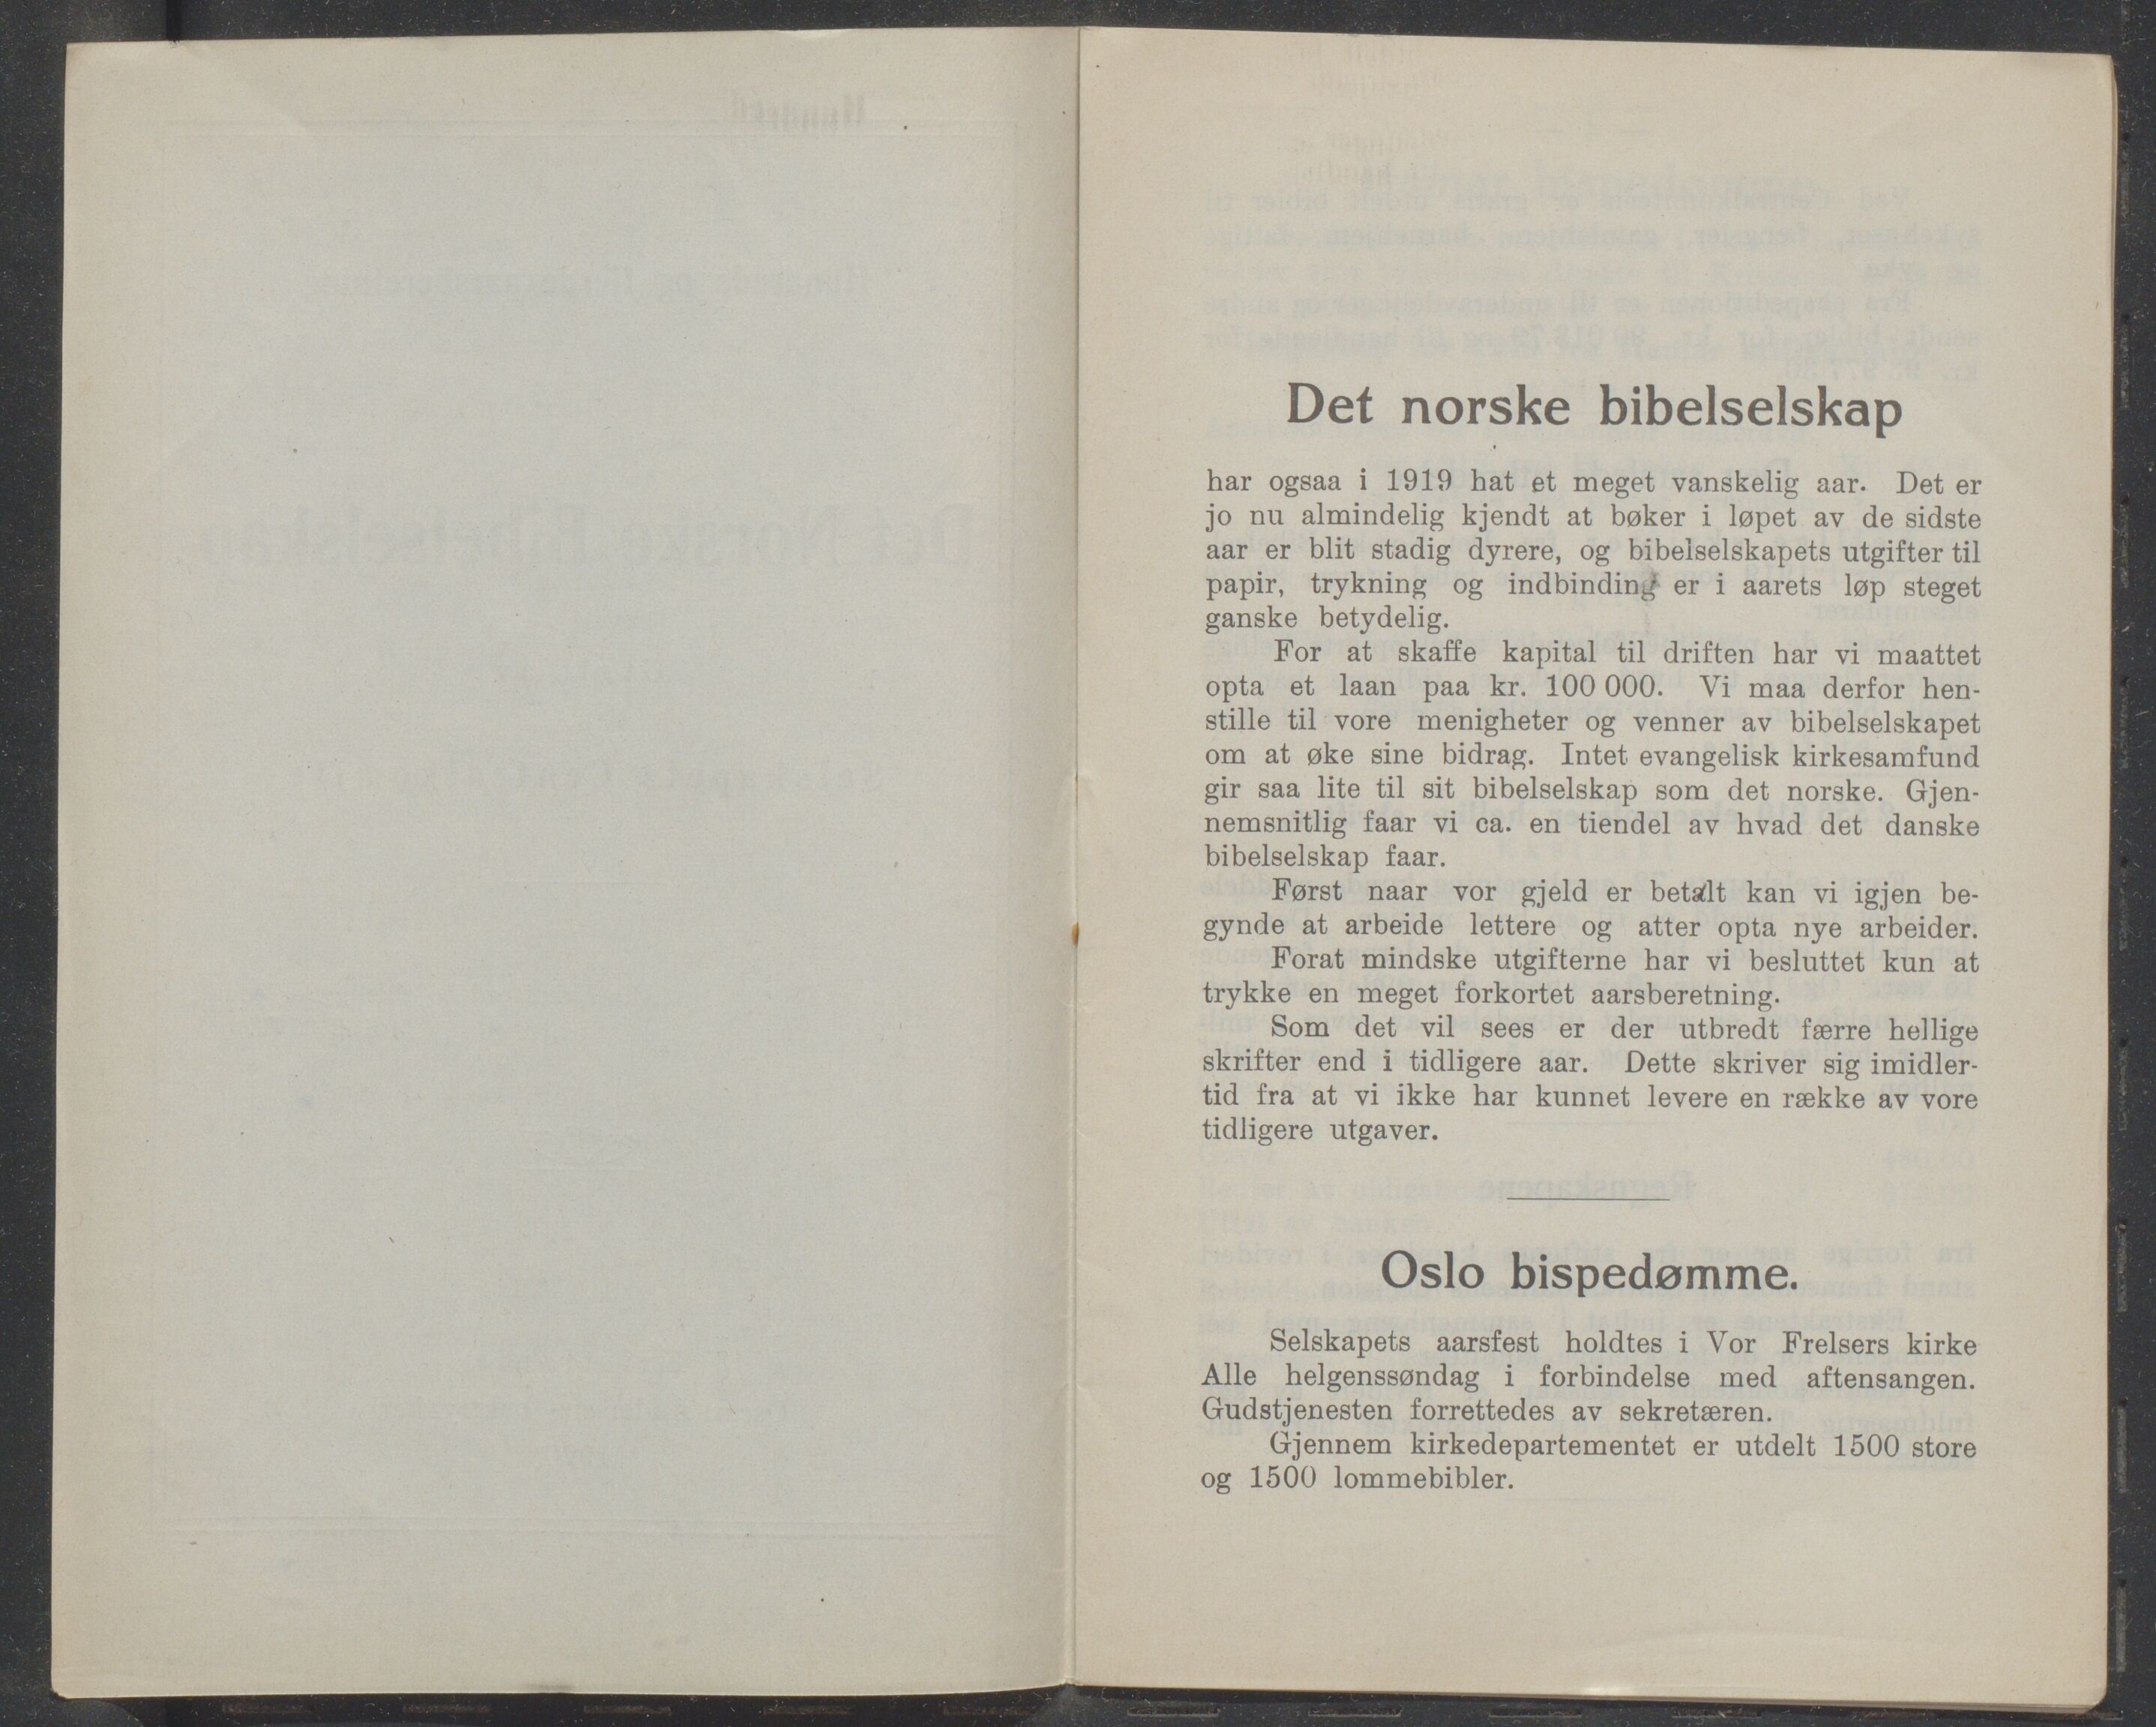 Det norske bibelselskap
har ogsaa i 1919 hat et meget vanskelig aar. Det er
jo nu almindelig kjendt at bøker i løpet av de sidste
aar er blit stadig dyrere, og bibelselskapets utgifter til
papir, trykning og indbinding er i aarets løp steget
ganske betydelig.
For at skaffe kapital til driften har vi maattet
opta et laan paa kr. 100 000. Vi maa derfor hen-
stille til vore menigheter og venner av bibelselskapet
om at øke sine bidrag. Intet evangelisk kirkesamfund
gir saa lite til sit bibelselskap som det norske. Gjen-
nemsnitlig faar vi ca. en tiendel av hvad det danske
bibelselskap faar.
Først naar vor gjeld er betalt kan vi igjen be-
gynde at arbeide lettere og atter opta nye arbeider.
Forat mindske utgifterne har vi besluttet kun at
trykke en meget forkortet aarsberetning.
Som det vil sees er der utbredt færre hellige
skrifter end i tidligere aar. Dette skriver sig imidler-
tid fra at vi ikke har kunnet levere en række av vore
tidligere utgaver.
Oslo bispedømme.
Selskapets aarsfest holdtes i Vor Frelsers kirke
Alle helgenssøndag i forbindelse med aftensangen.
Gudstjenesten forrettedes av sekretæren.
Gjennem kirkedepartementet er utdelt 1500 store
og 1500 lommebibler.